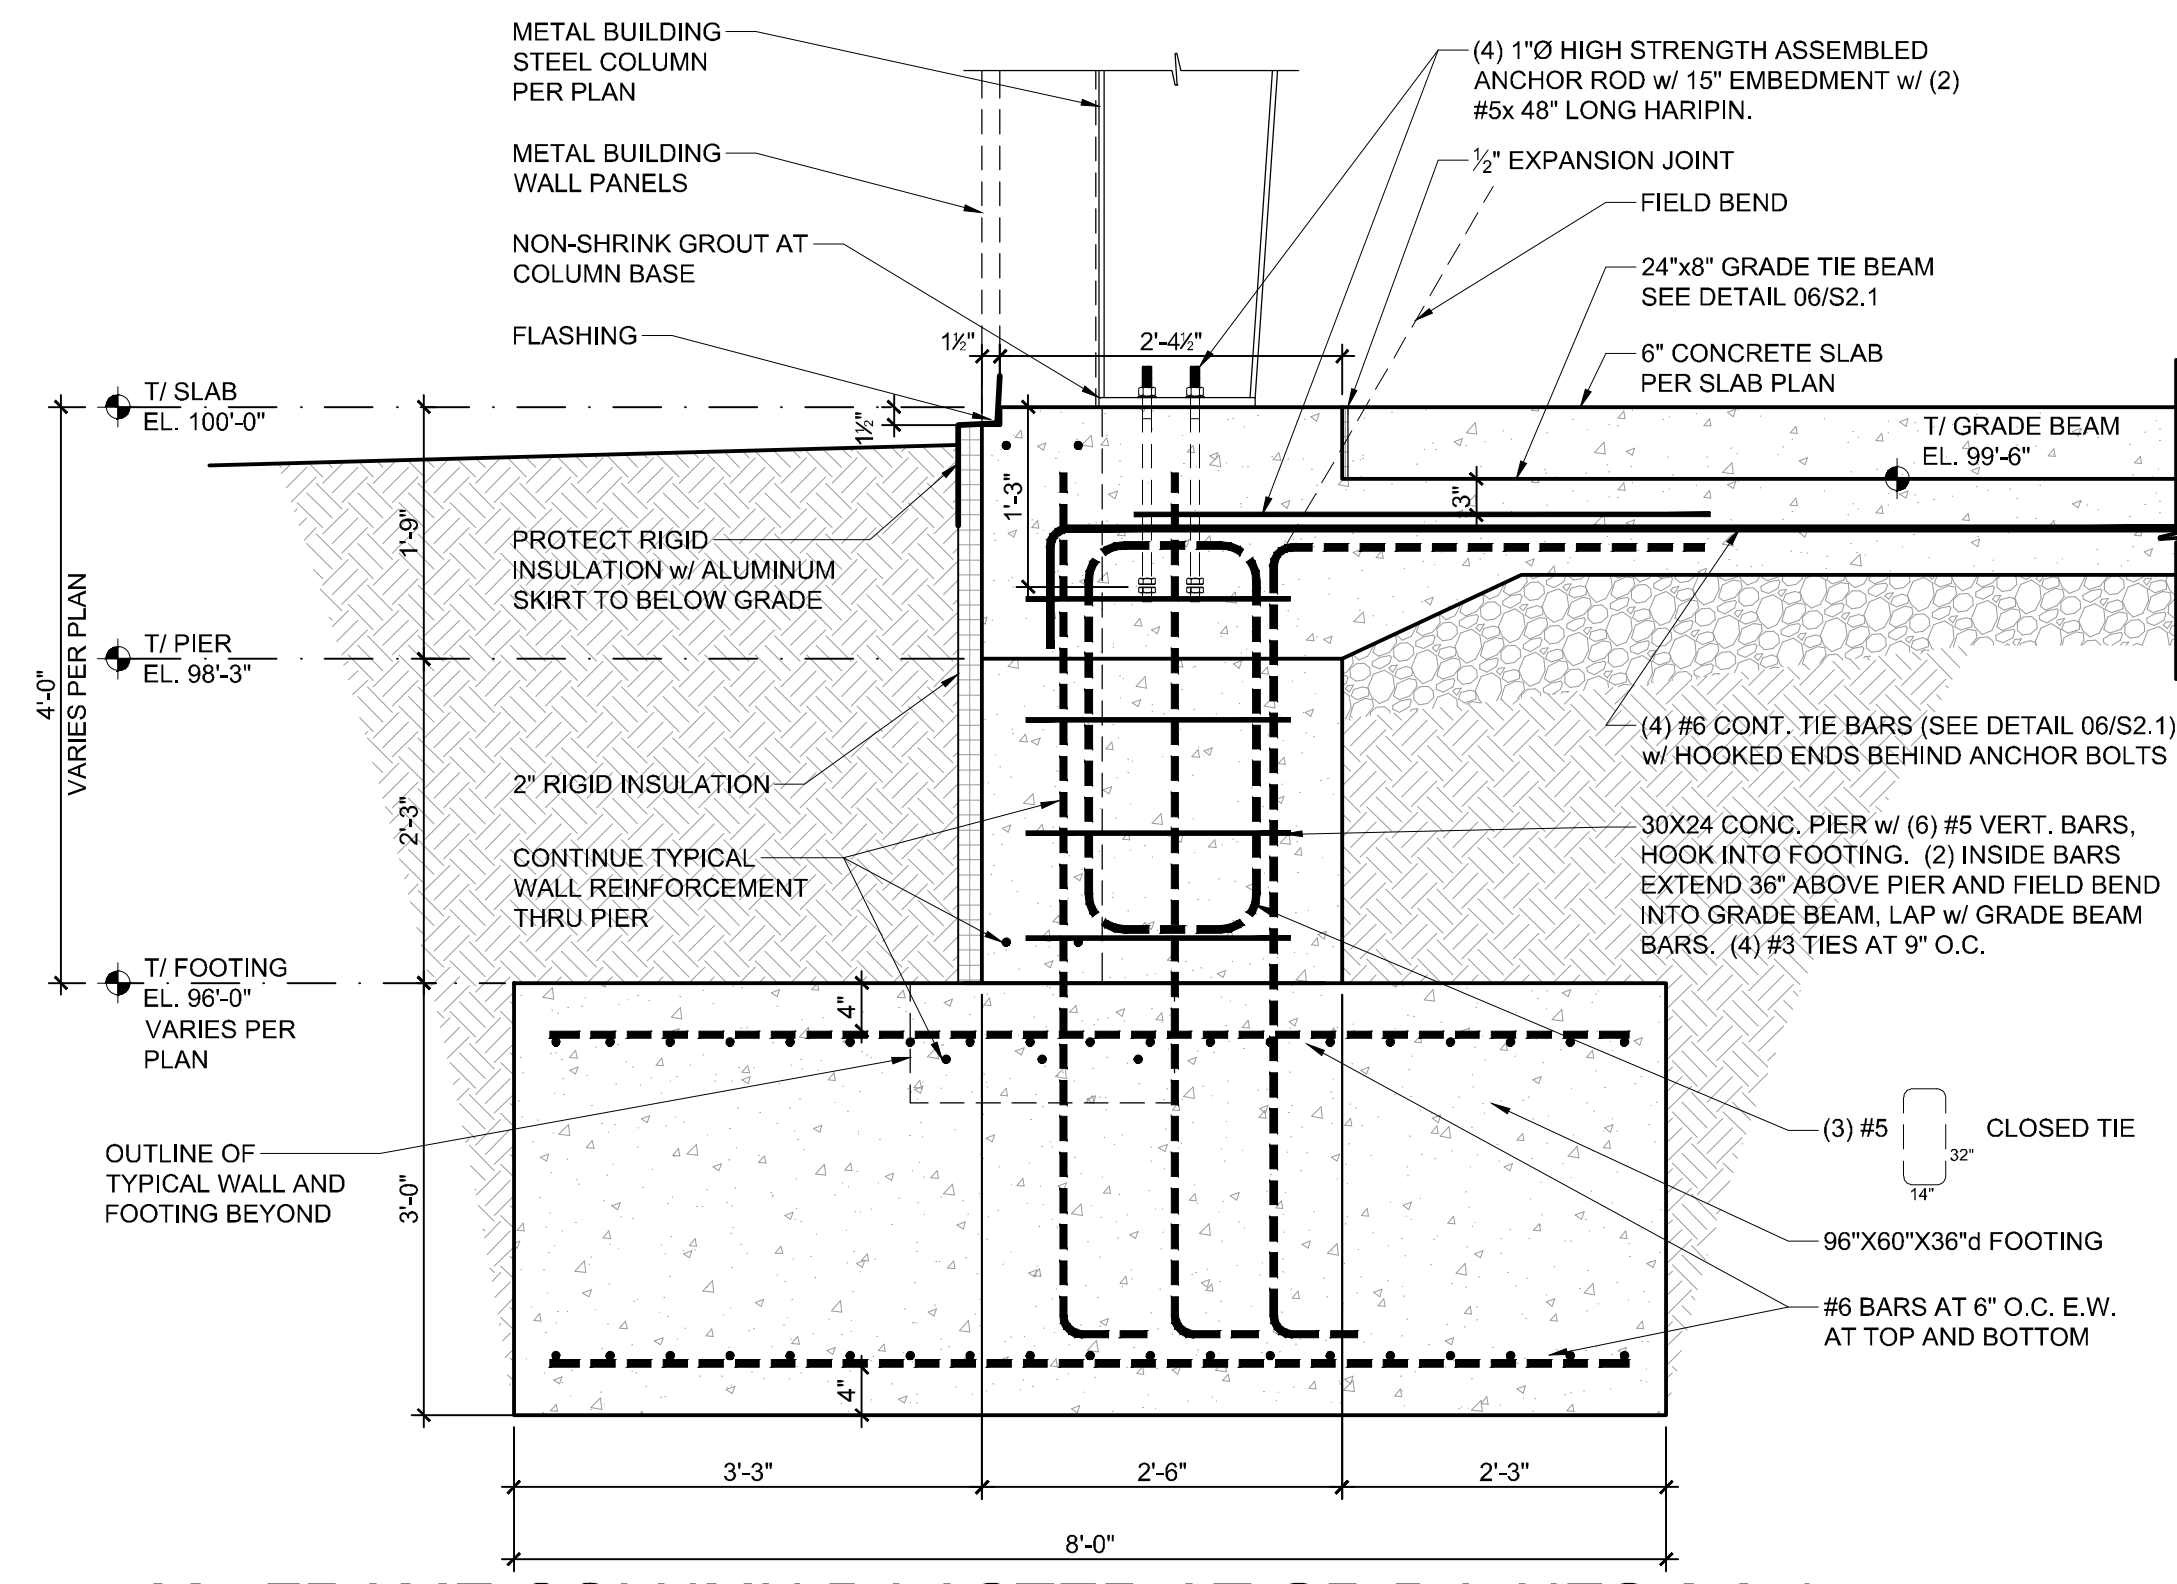 METAL BUILDING
STEEL COLUMN
PER PLAN
METAL BUILDING
WALL PANELS
NON-SHRINK GROUT AT
COLUMN BASE
FLASHING
(4) 1"Ø HIGH STRENGTH ASSEMBLED
ANCHOR ROD w/ 15" EMBEDMENT w/ (2)
#5x 48" LONG HARIPIN.
½" EXPANSION JOINT
FIELD BEND
24"x8" GRADE TIE BEAM
SEE DETAIL 06/S2.1
6" CONCRETE SLAB
PER SLAB PLAN
1½"
2'-4½"
T/ SLAB
EL. 100'-0"
1½"
T/ GRADE BEAM
EL. 99'-6"
1'-3"
3"
1'-9"
PROTECT RIGID
INSULATION w/ ALUMINUM
SKIRT TO BELOW GRADE
T/ PIER
EL. 98'-3"
4'-0"
VARIES PER PLAN
2'-3"
2" RIGID INSULATION
CONTINUE TYPICAL
WALL REINFORCEMENT
THRU PIER
(4) #6 CONT. TIE BARS (SEE DETAIL 06/S2.1)
w/ HOOKED ENDS BEHIND ANCHOR BOLTS
30X24 CONC. PIER w/ (6) #5 VERT. BARS,
HOOK INTO FOOTING. (2) INSIDE BARS
EXTEND 36" ABOVE PIER AND FIELD BEND
INTO GRADE BEAM, LAP w/ GRADE BEAM
BARS. (4) #3 TIES AT 9" O.C.
T/ FOOTING
EL. 96'-0"
VARIES PER
PLAN
4"
OUTLINE OF
TYPICAL WALL AND
FOOTING BEYOND
3'-0"
(3) #5
CLOSED TIE
32"
14"
96"X60"X36"d FOOTING
#6 BARS AT 6" O.C. E.W.
AT TOP AND BOTTOM
4"
3'-3"
2'-6"
2'-3"
8'-0"